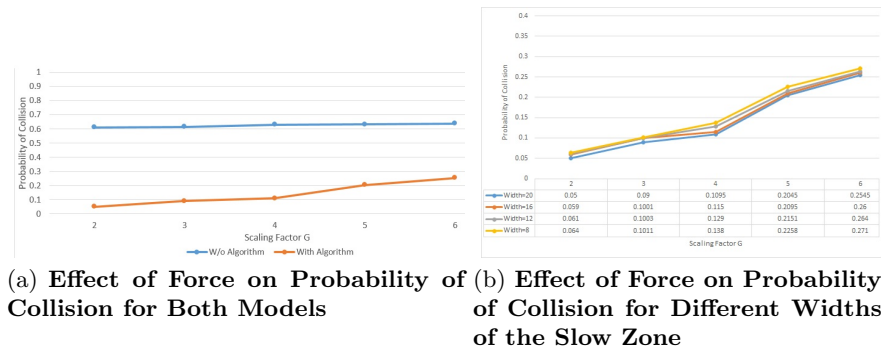 Probability of Collision
1
0.9
0.8
0.7
0.6
0.5
0.4
0.3
0.2
0.1
0
2 3 4 5 6
Scaling Factor G
W/o Algorithm With Algorithm
(a) Effect of Force on Probability of
Collision for Both Models
Probability of Collision
0.4
0.35
0.3
0.25
0.2
0.15
0.1
0.05
0
2 3 4 5 6
Width=20 0.05 0.09 0.1095 0.2045 0.2545
Width=16 0.059 0.1001 0.115 0.2095 0.26
Width=12 0.061 0.1003 0.129 0.2151 0.264
Width=8 0.064 0.1011 0.138 0.2258 0.271
Scaling Factor G
(b) Effect of Force on Probability
of Collision for Different Widths
of the Slow Zone